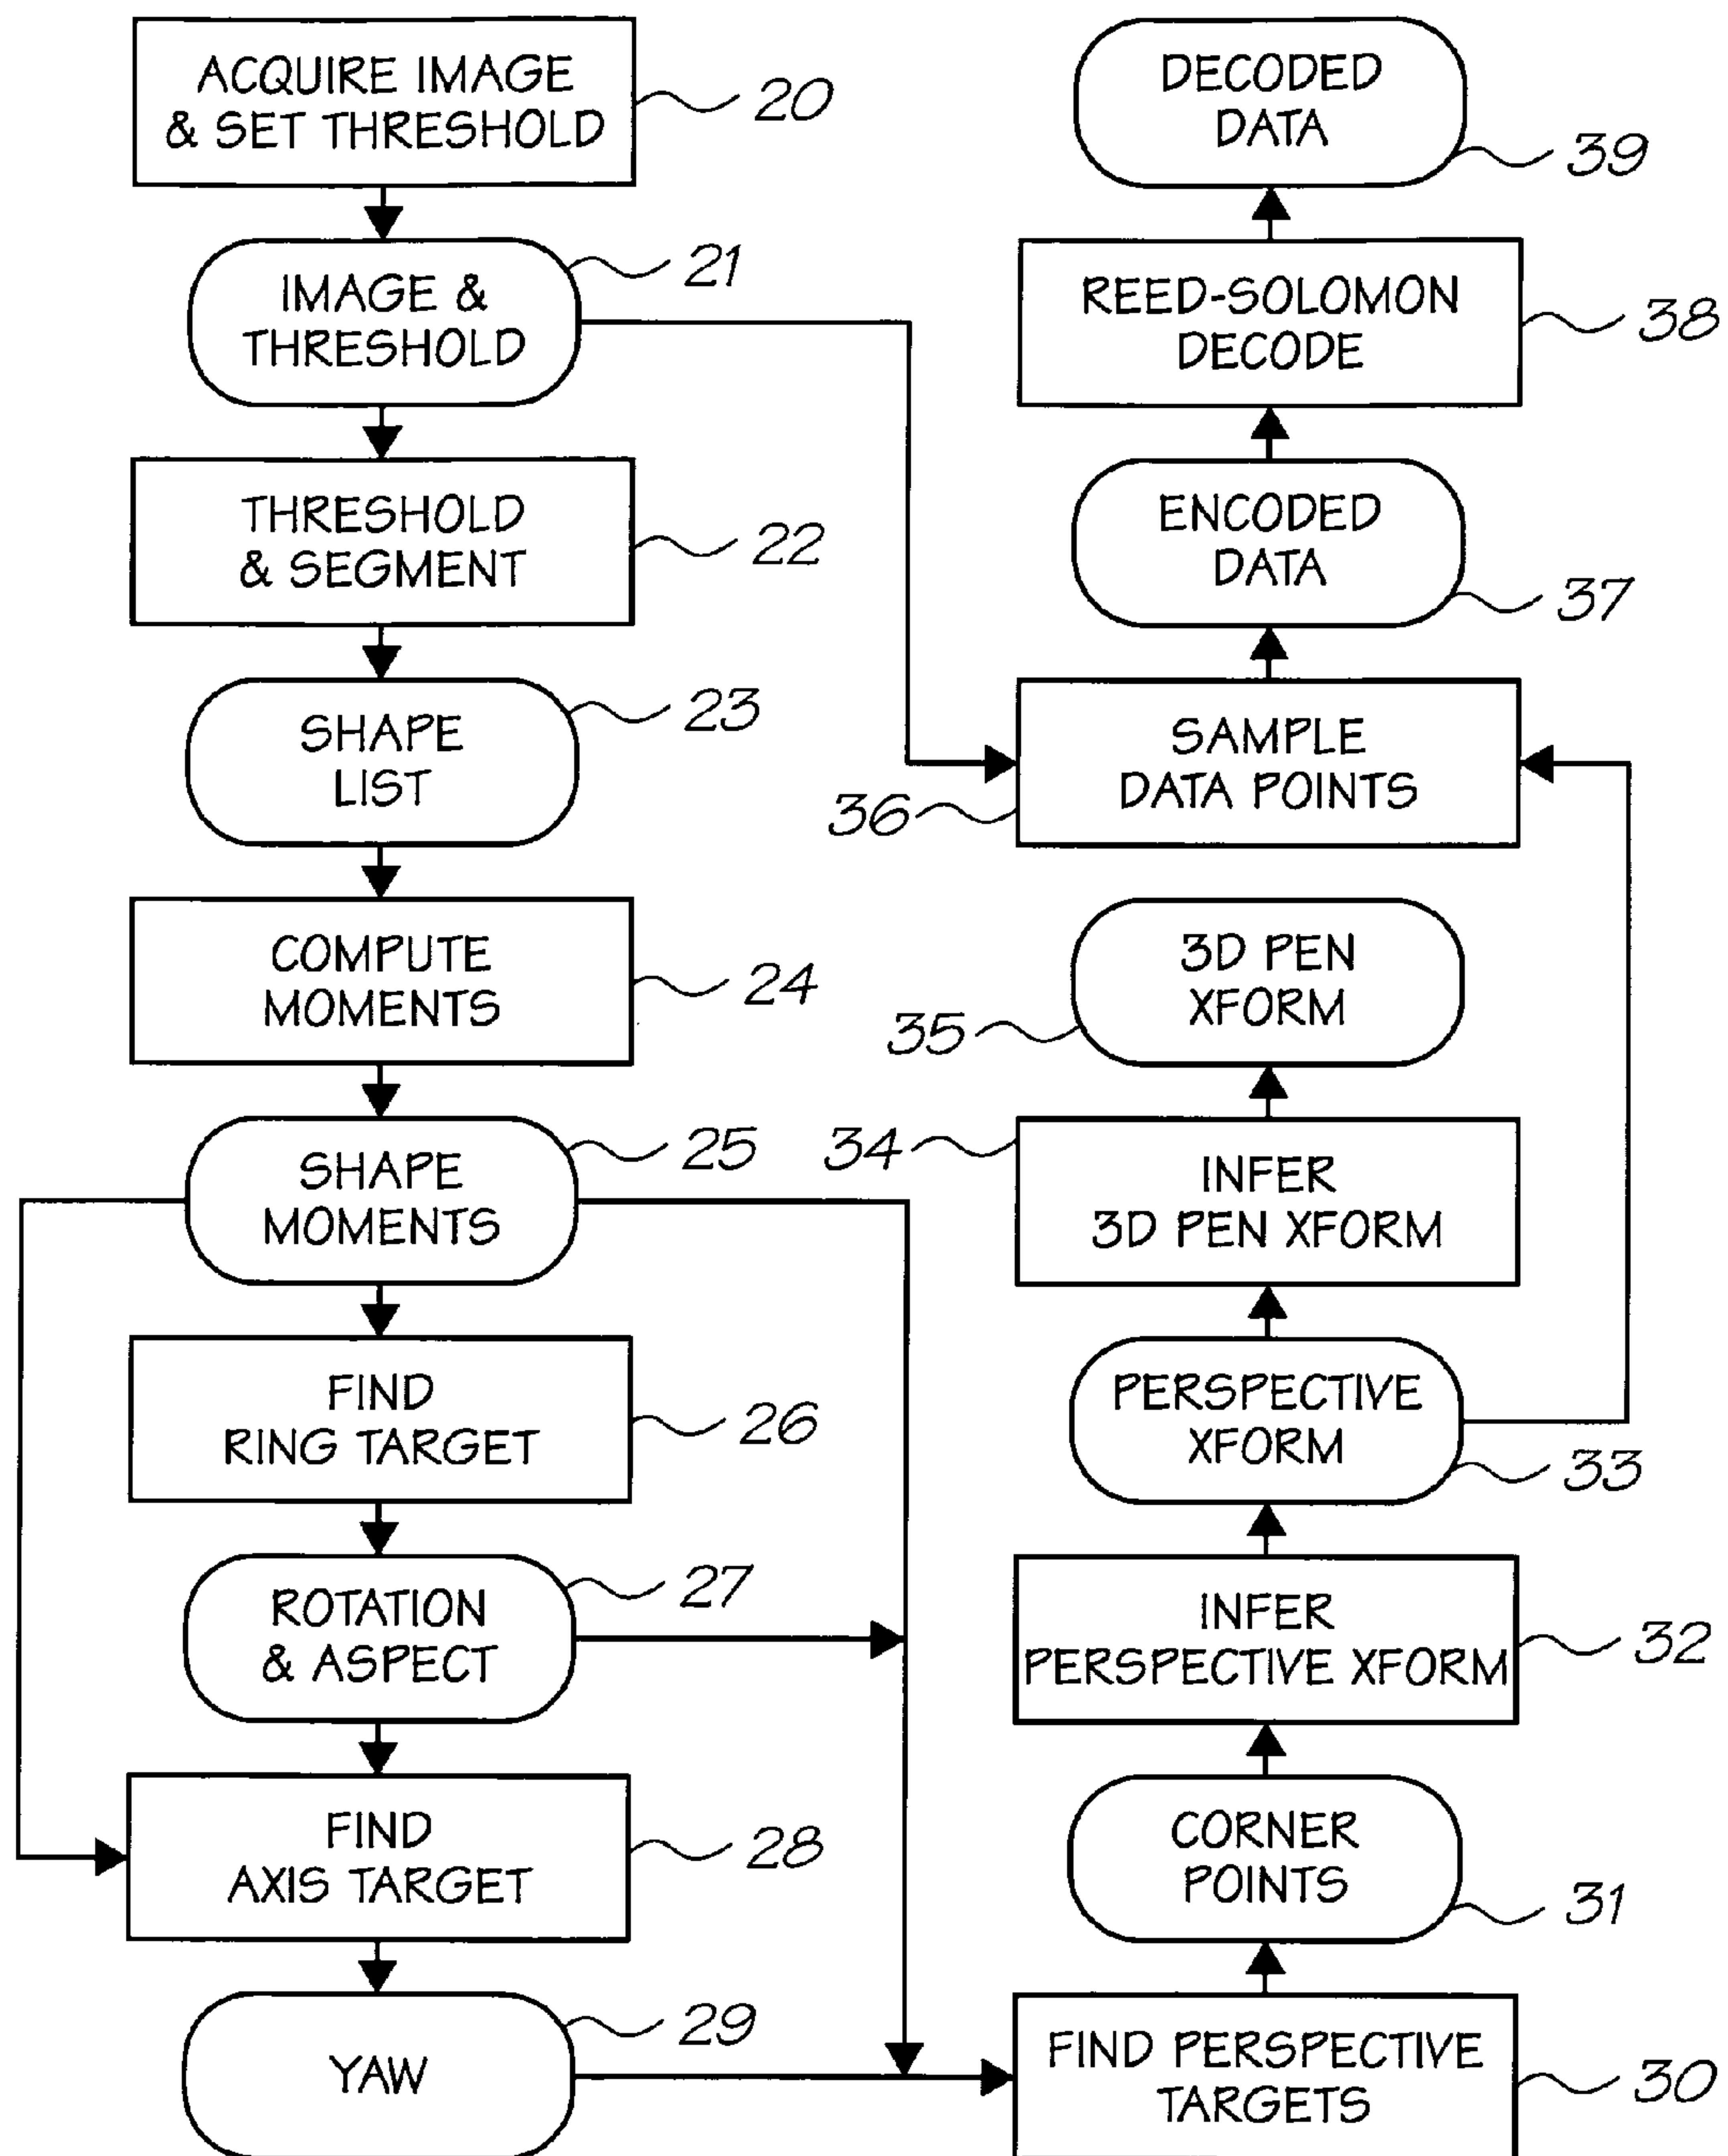 ACQUIRE IMAGE
& SET THRESHOLD
20
IMAGE &
THRESHOLD
21
THRESHOLD
& SEGMENT
22
SHAPE
LIST
23
COMPUTE
MOMENTS
24
SHAPE
MOMENTS
25
FIND
RING TARGET
26
ROTATION
& ASPECT
27
FIND
AXIS TARGET
28
YAW
29
FIND PERSPECTIVE
TARGETS
30
CORNER
POINTS
31
INFER
PERSPECTIVE XFORM
32
PERSPECTIVE
XFORM
33
INFER
3D PEN XFORM
34
3D PEN
XFORM
35
SAMPLE
DATA POINTS
36
ENCODED
DATA
37
REED-SOLOMON
DECODE
38
DECODED
DATA
39